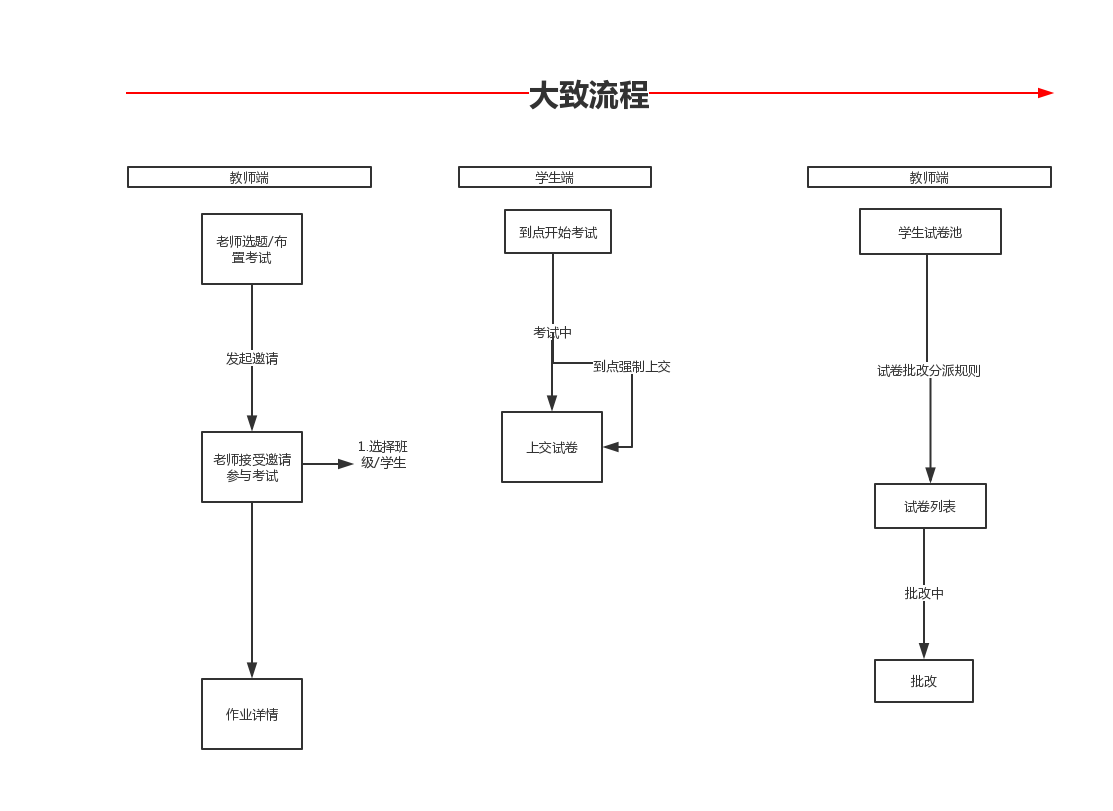 大致流程
教师端
学生端
教师端
老师选题/布
置考试
发起邀请
老师接受邀请
参与考试
1.选择班
级/学生
作业详情
到点开始考试
考试中
到点强制上交
上交试卷
学生试卷池
试卷批改分派规则
试卷列表
批改中
批改